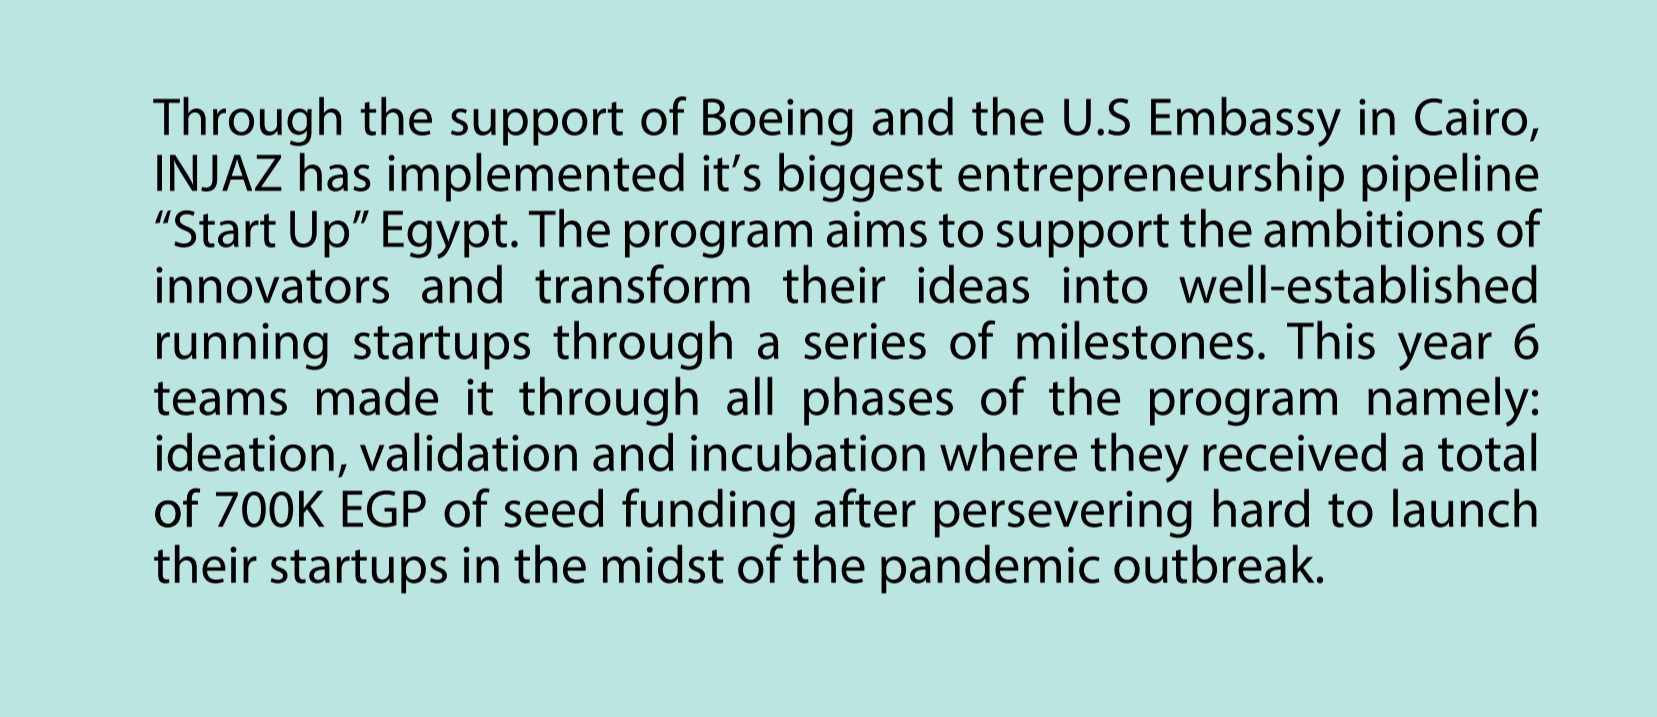 Through the support of Boeing and the U.S Embassy in Cairo,
INJAZ has implemented it’s biggest entrepreneurship pipeline
“Start Up” Egypt. The program aims to support the ambitions of
innovators and transform their ideas into well-established
running startups through a series of milestones. This year 6
teams made it through all phases of the program namely:
ideation, validation and incubation where they received a total
of 700K EGP of seed funding after persevering hard to launch
their startups in the midst of the pandemic outbreak.